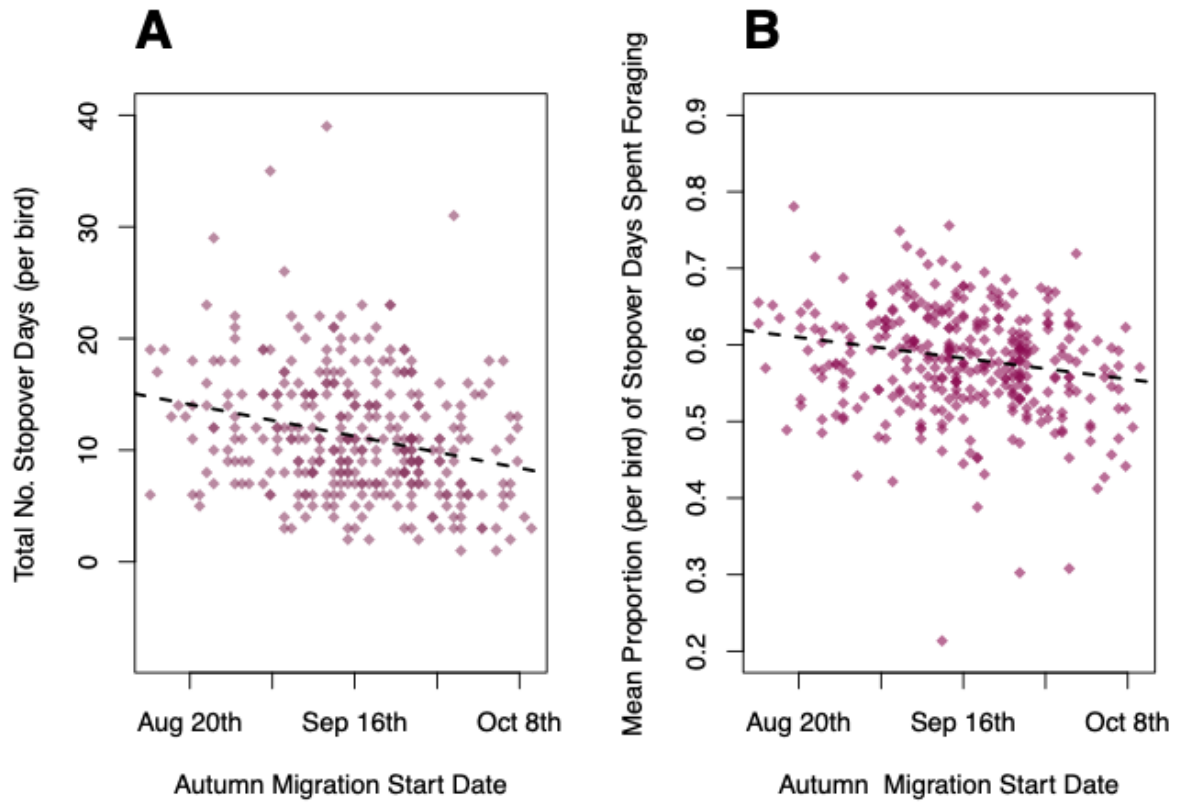 A
Total No. Stopover Days (per bird)
40
30
20
10
0
Aug 20th Sep 16th Oct 8th
Autumn Migration Start Date
B
Mean Proportion (per bird) of Stopover Days Spent Foraging
0.9
0.8
0.7
0.6
0.5
0.4
0.3
0.2
Aug 20th Sep 16th Oct 8th
Autumn  Migration Start Date